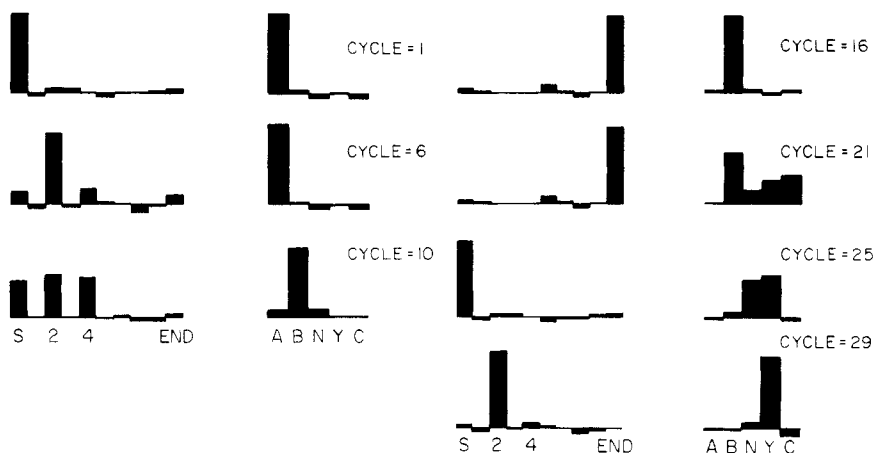 CYCLE = 1
CYCLE = 16
CYCLE = 6
CYCLE = 21
CYCLE = 10
CYCLE = 25
S 2 4 END
A B N Y C
CYCLE = 29
S 2 4 END
A B N Y C